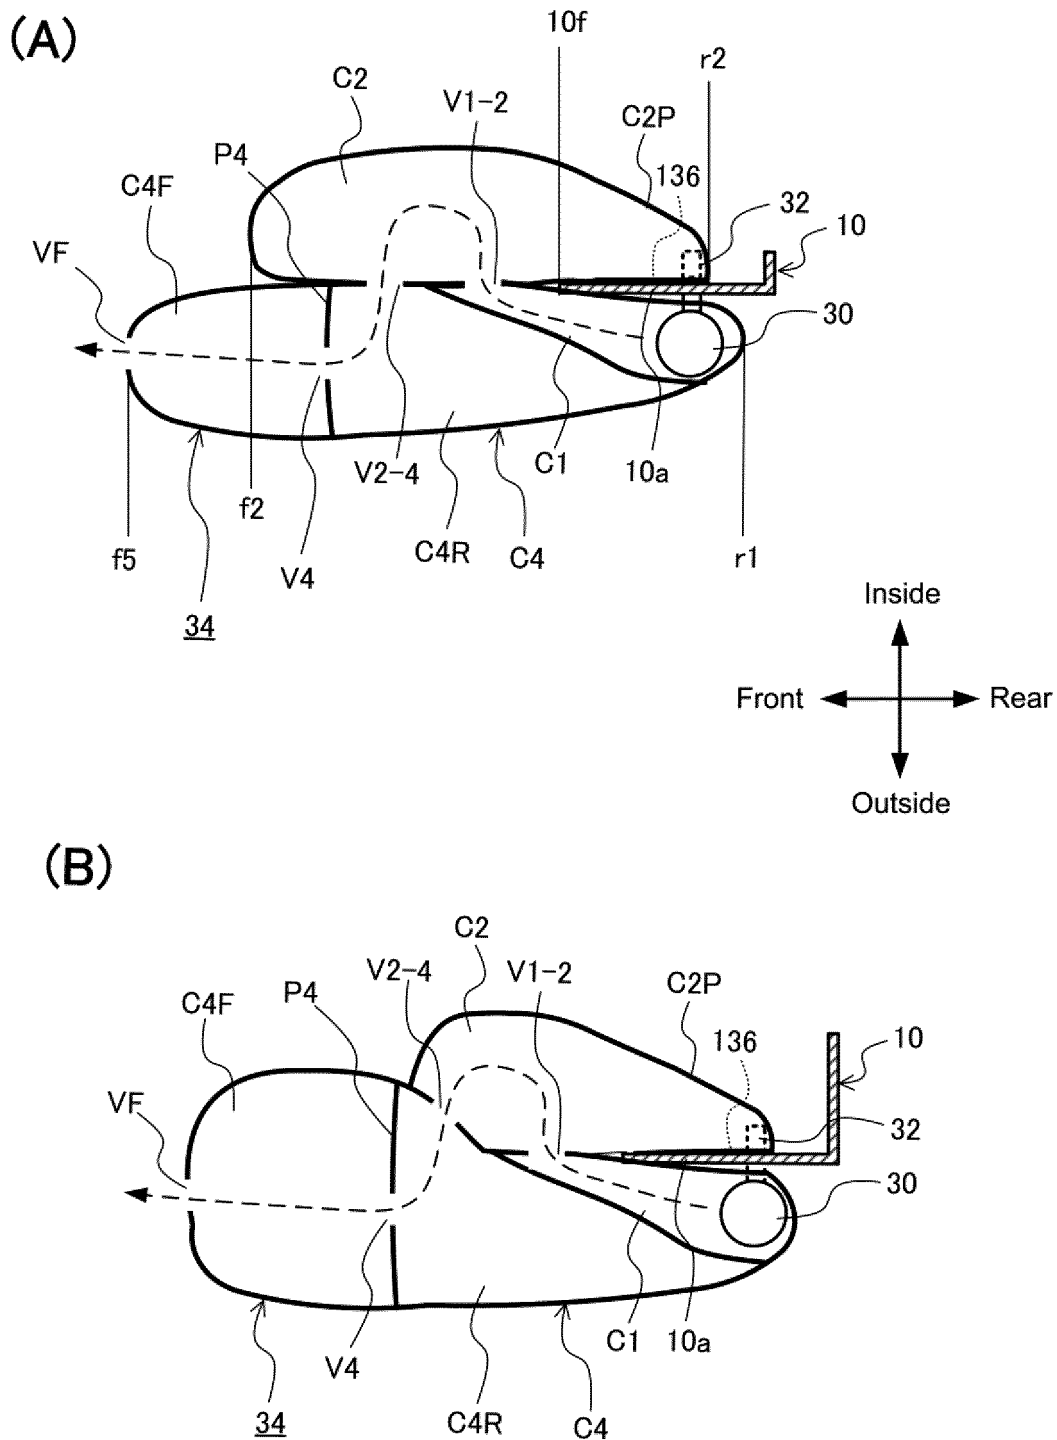 (A)
10f
r2
C2
V1-2
C2P
P4
136
C4F
32
10
VF
30
V2-4
C1
10a
f2
C4R
C4
f5
V4
r1
34
Inside
Front
Rear
Outside
(B)
C2
V2-4
V1-2
C2P
P4
C4F
136
10
VF
32
30
C1
10a
V4
34
C4R
C4